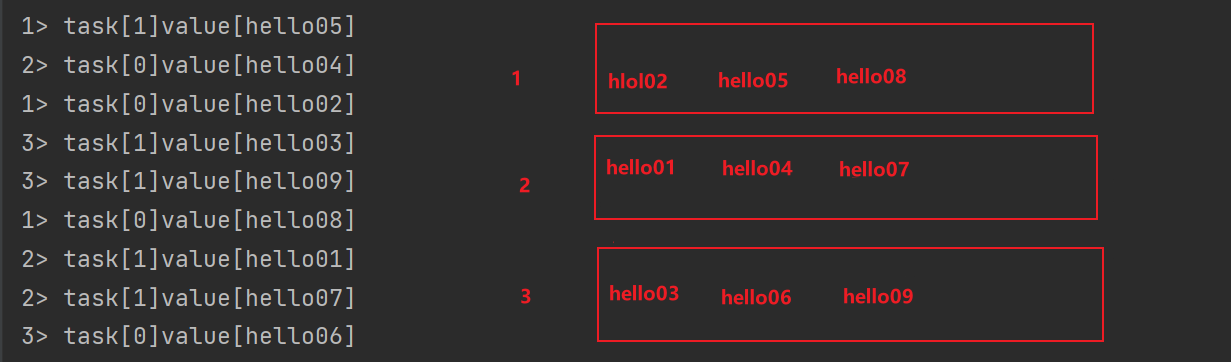 1> task[1]value[hello05]
2> task[0]value[hello04]
1> task[0]value[hello02]
3> task[1]value[hello03]
3> task[1]value[hello09]
1> task[0]value[hello08]
2> task[1]value[hello01]
2> task[1]value[hello07]
3> task[0]value[hello06]
1 hlol02 hello05 hello08
2 hello01 hello04 hello07
3 hello03 hello06 hello09